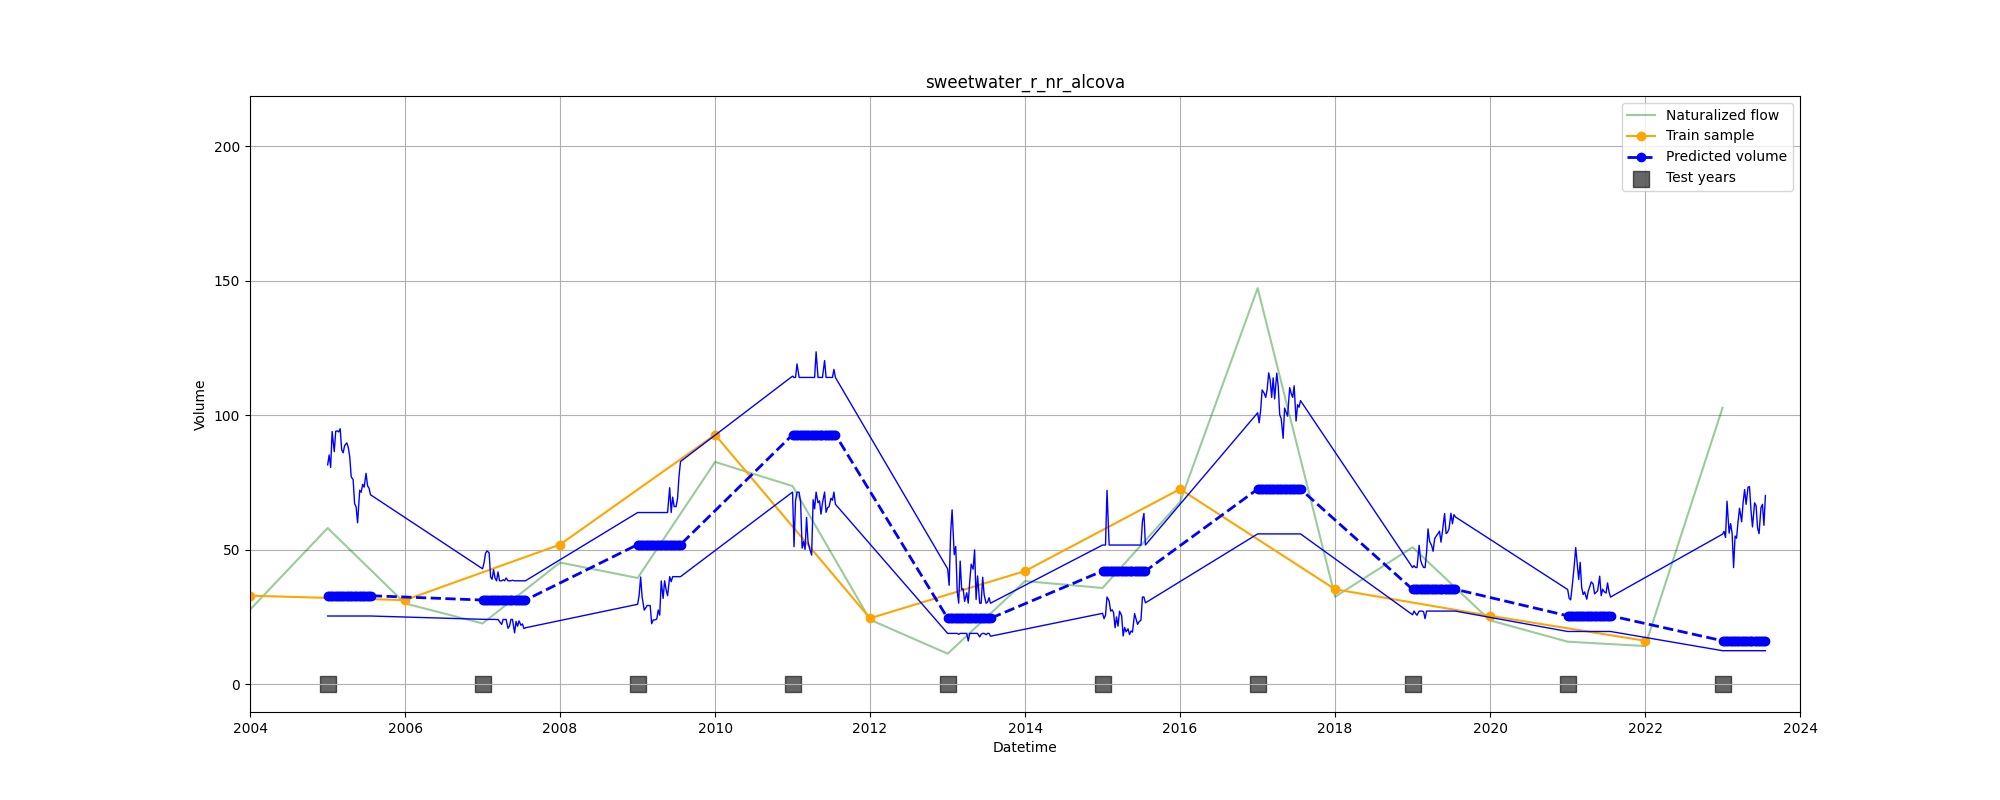 sweetwater_r_nr_alcova
Naturalized flow
Train sample
Predicted volume
Test years
Volume
200
150
100
50
0
2004 2006 2008 2010 2012 2014 2016 2018 2020 2022 2024
Datetime